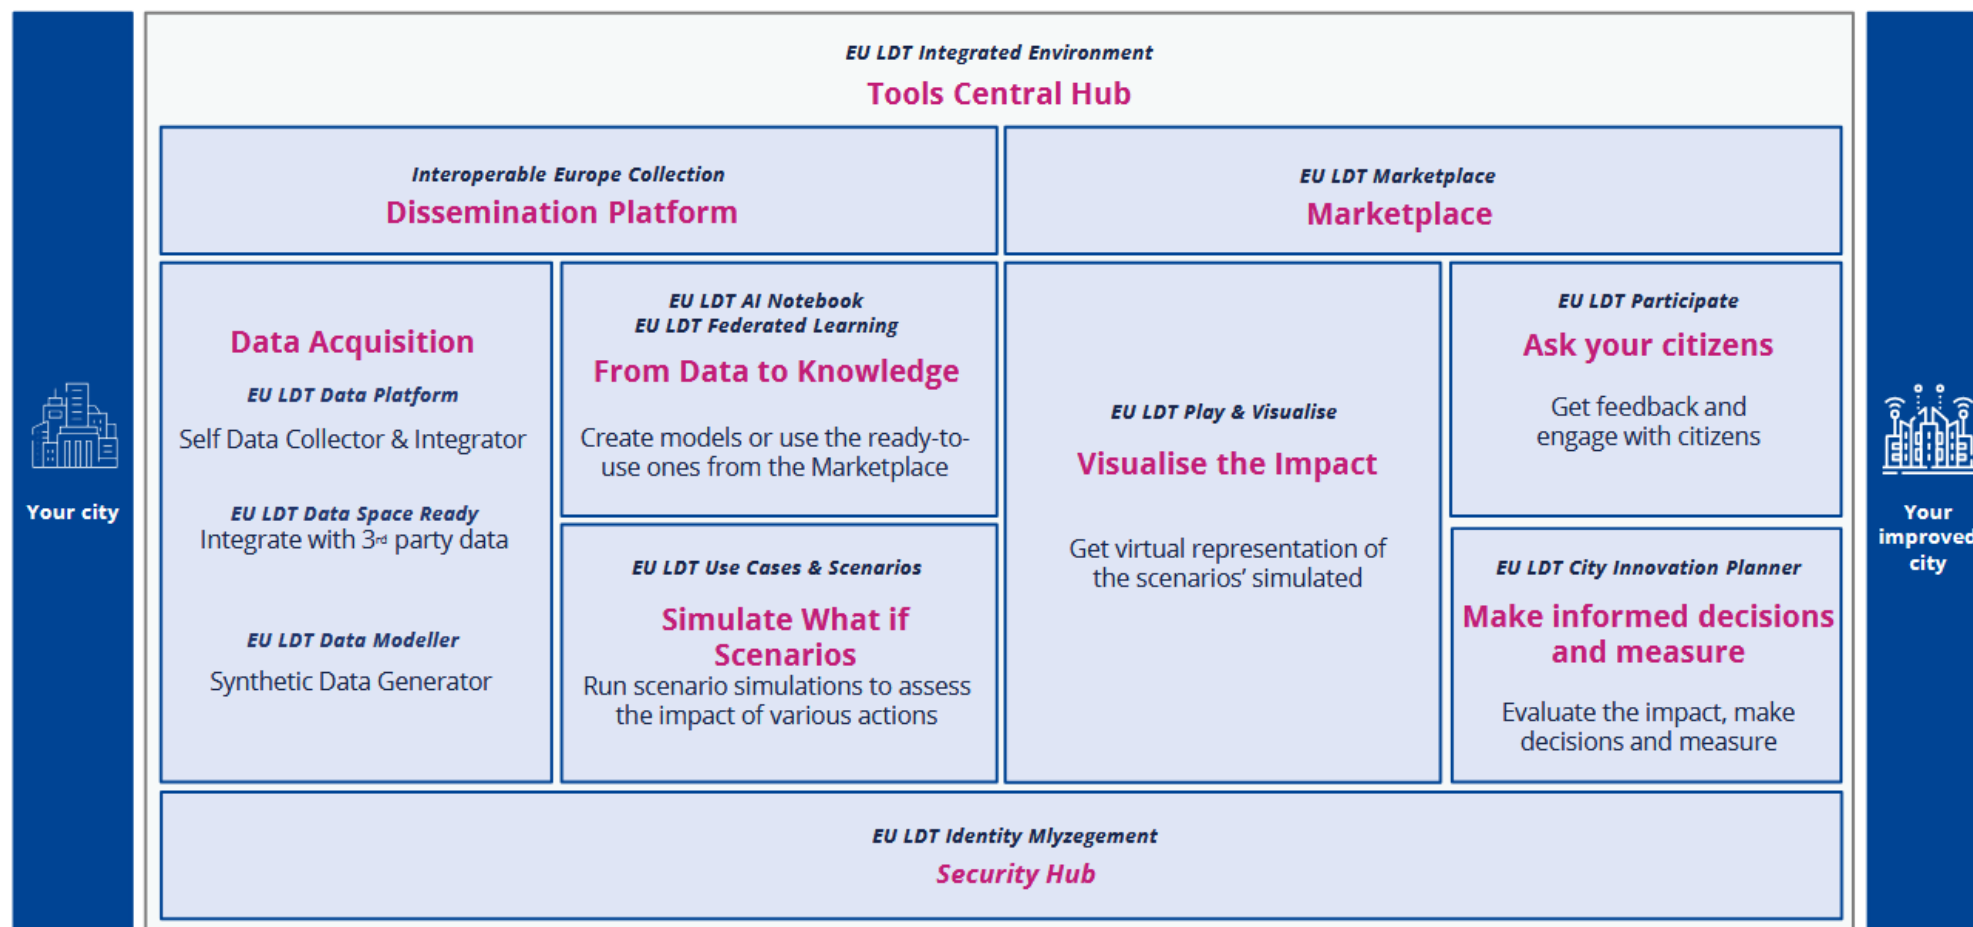 EU LDT Integrated Environment
Tools Central Hub
Interoperable Europe Collection
Dissemination Platform
EU LDT Marketplace
Marketplace
Your city
Data Acquisition
EU LDT Data Platform
Self Data Collector & Integrator
EU LDT Data Space Ready
Integrate with 3rd party data
EU LDT Data Modeller
Synthetic Data Generator
EU LDT AI Notebook
EU LDT Federated Learning
From Data to Knowledge
Create models or use the ready-to-
use ones from the Marketplace
EU LDT Use Cases & Scenarios
Simulate What if
Scenarios
Run scenario simulations to assess
the impact of various actions
EU LDT Play & Visualise
Visualise the Impact
Get virtual representation of
the scenarios’ simulated
EU LDT Participate
Ask your citizens
Get feedback and
engage with citizens
EU LDT City Innovation Planner
Make informed decisions
and measure
Evaluate the impact, make
decisions and measure
Your
improved
city
EU LDT Identity Mlyzegement
Security Hub